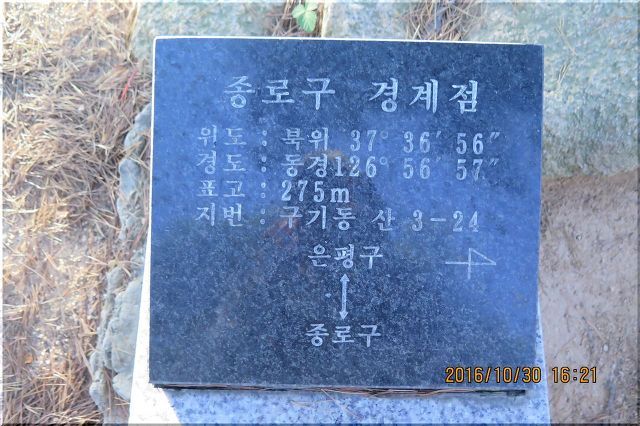 종로구 경계점
위도 : 북위 37° 36′ 56″
경도 : 동경126° 56′ 57″
표고 : 275m
지번 : 구기동 산 3-24
은평구
종로구
2016/10/30 16:21